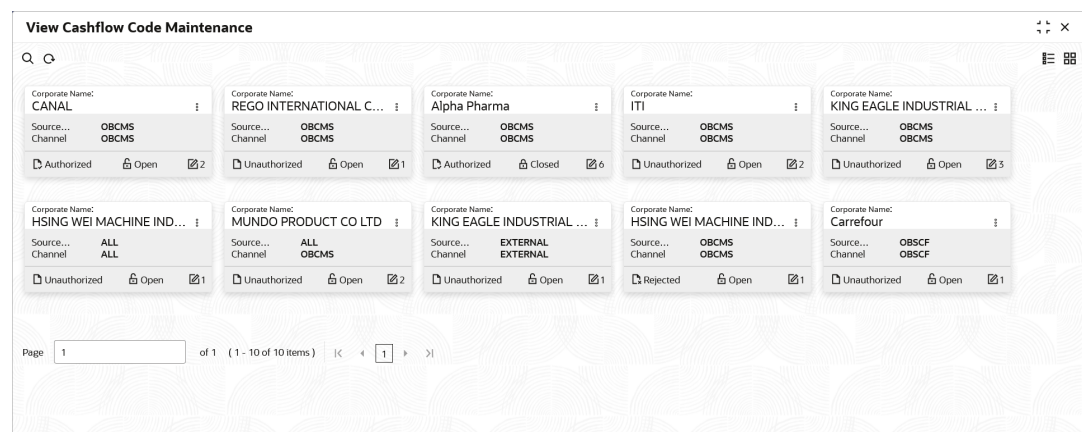 View Cashflow Code Maintenance
Corporate Name:
CANAL
Source... OBCMS
Channel OBCMS
Authorized Open 2
Corporate Name:
REGO INTERNATIONAL C...
Source... OBCMS
Channel OBCMS
Unauthorized Open 1
Corporate Name:
Alpha Pharma
Source... OBCMS
Channel OBCMS
Authorized Closed 6
Corporate Name:
ITI
Source... OBCMS
Channel OBCMS
Unauthorized Open 2
Corporate Name:
KING EAGLE INDUSTRIAL ...
Source... OBCMS
Channel OBCMS
Unauthorized Open 3
Corporate Name:
HSING WEI MACHINE IND...
Source... ALL
Channel ALL
Unauthorized Open 1
Corporate Name:
MUNDO PRODUCT CO LTD
Source... ALL
Channel OBCMS
Unauthorized Open 2
Corporate Name:
KING EAGLE INDUSTRIAL ...
Source... EXTERNAL
Channel EXTERNAL
Unauthorized Open 1
Corporate Name:
HSING WEI MACHINE IND...
Source... OBCMS
Channel OBCMS
Rejected Open 1
Corporate Name:
Carrefour
Source... OBSCF
Channel OBSCF
Unauthorized Open 1
Page 1 of 1 ( 1 - 10 of 10 items ) 1